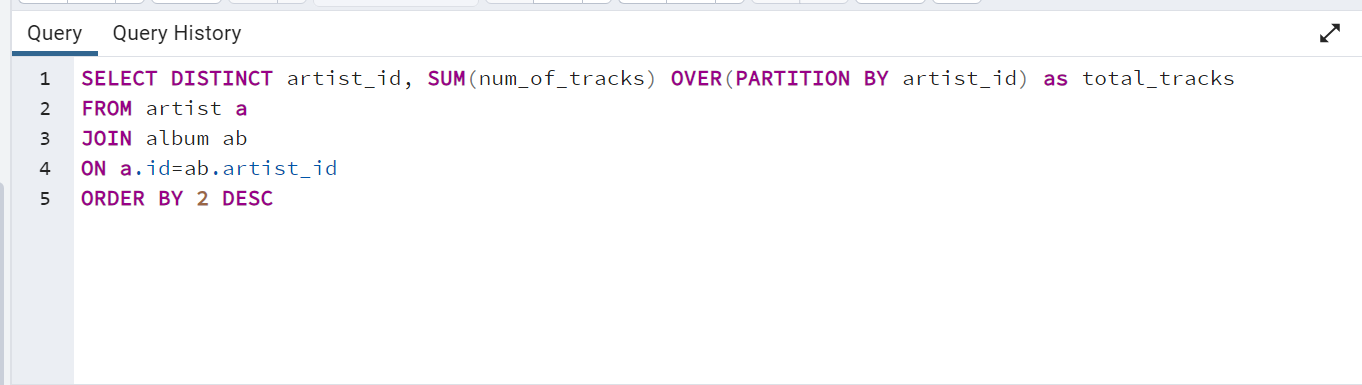 Query Query History
1 SELECT DISTINCT artist_id, SUM(num_of_tracks) OVER(PARTITION BY artist_id) as total_tracks
2 FROM artist a
3 JOIN album ab
4 ON a.id=ab.artist_id
5 ORDER BY 2 DESC